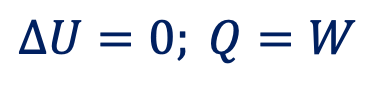 ΔU = 0; Q = W